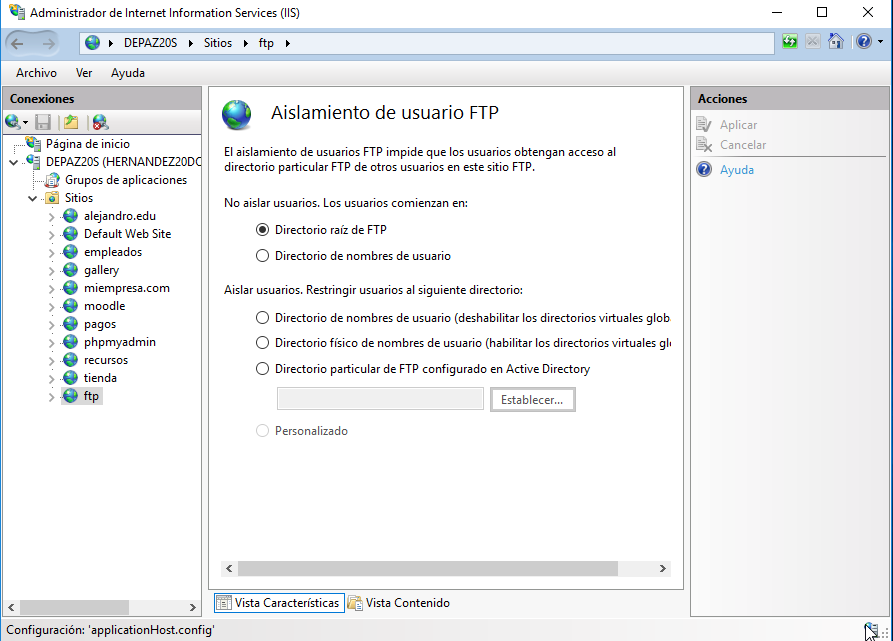 Administrador de Internet Information Services (IIS)
DEPAZ20S
Sitios
ftp
Archivo
Ver
Ayuda
Conexiones
Página de inicio
DEPAZ20S (HERNANDEZ20DC
Grupos de aplicaciones
Sitios
alejandro.edu
Default Web Site
empleados
gallery
miempresa.com
moodle
pagos
phpmyadmin
recursos
tienda
ftp
Aislamiento de usuario FTP
El aislamiento de usuarios FTP impide que los usuarios obtengan acceso al
directorio particular FTP de otros usuarios en este sitio FTP.
No aislar usuarios. Los usuarios comienzan en:
Directorio raíz de FTP
Directorio de nombres de usuario
Aislar usuarios. Restringir usuarios al siguiente directorio:
Directorio de nombres de usuario (deshabilitar los directorios virtuales glob
Directorio físico de nombres de usuario (habilitar los directorios virtuales gl
Directorio particular de FTP configurado en Active Directory
Establecer...
Personalizado
Vista Características
Vista Contenido
Acciones
Aplicar
Cancelar
Ayuda
Configuración: 'applicationHost.config'